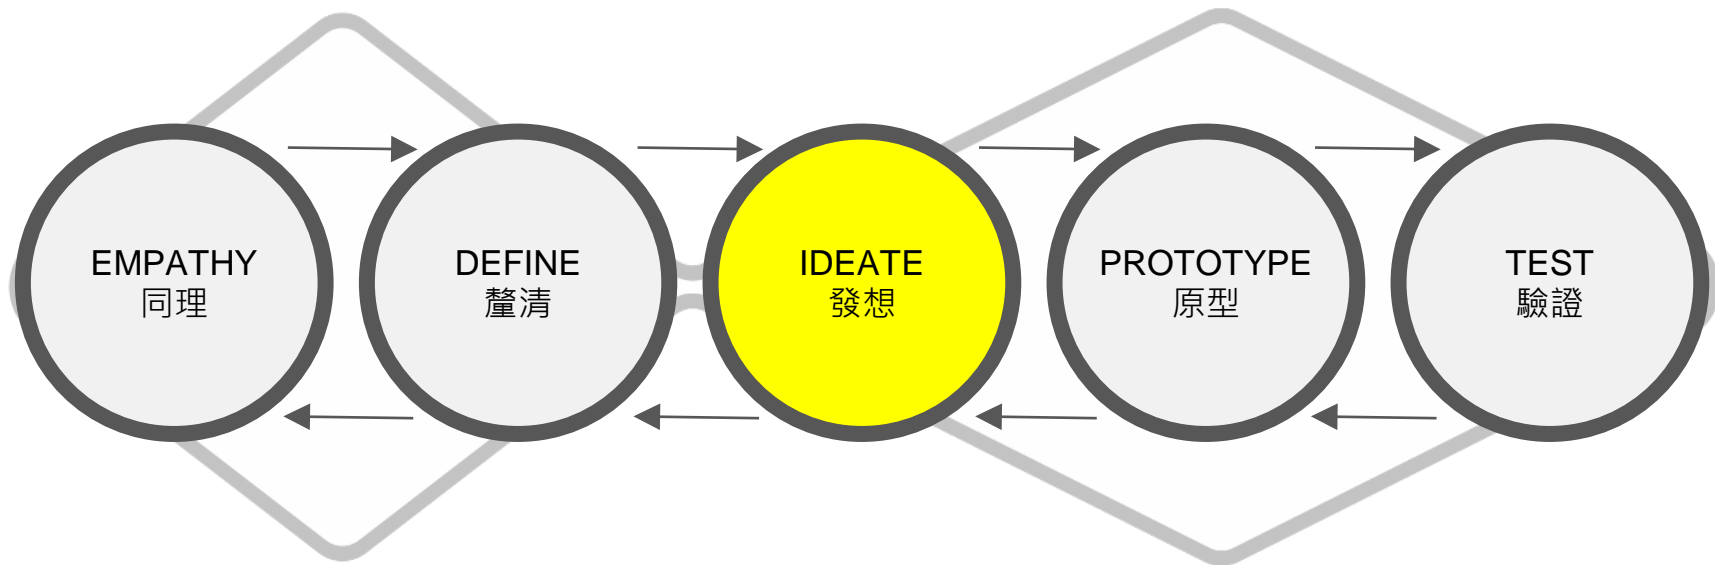 EMPATHY
同理
DEFINE
釐清
IDEATE
發想
PROTOTYPE
原型
TEST
驗證